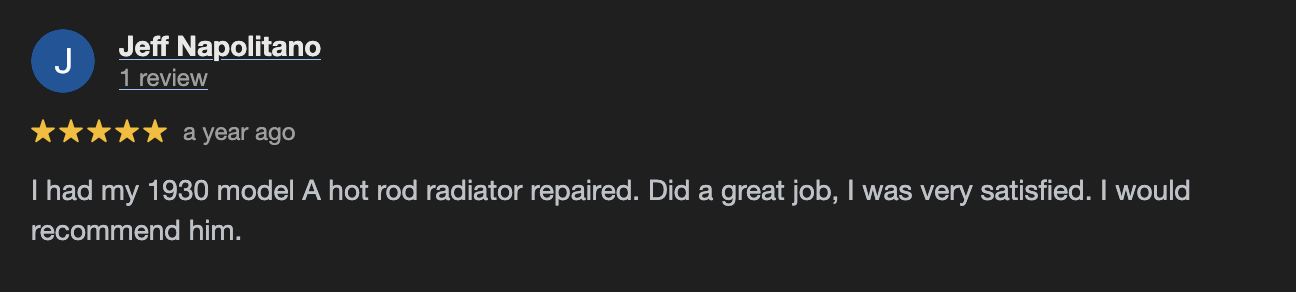 J
Jeff Napolitano
1 review
a year ago
I had my 1930 model A hot rod radiator repaired. Did a great job, I was very satisfied. I would
recommend him.